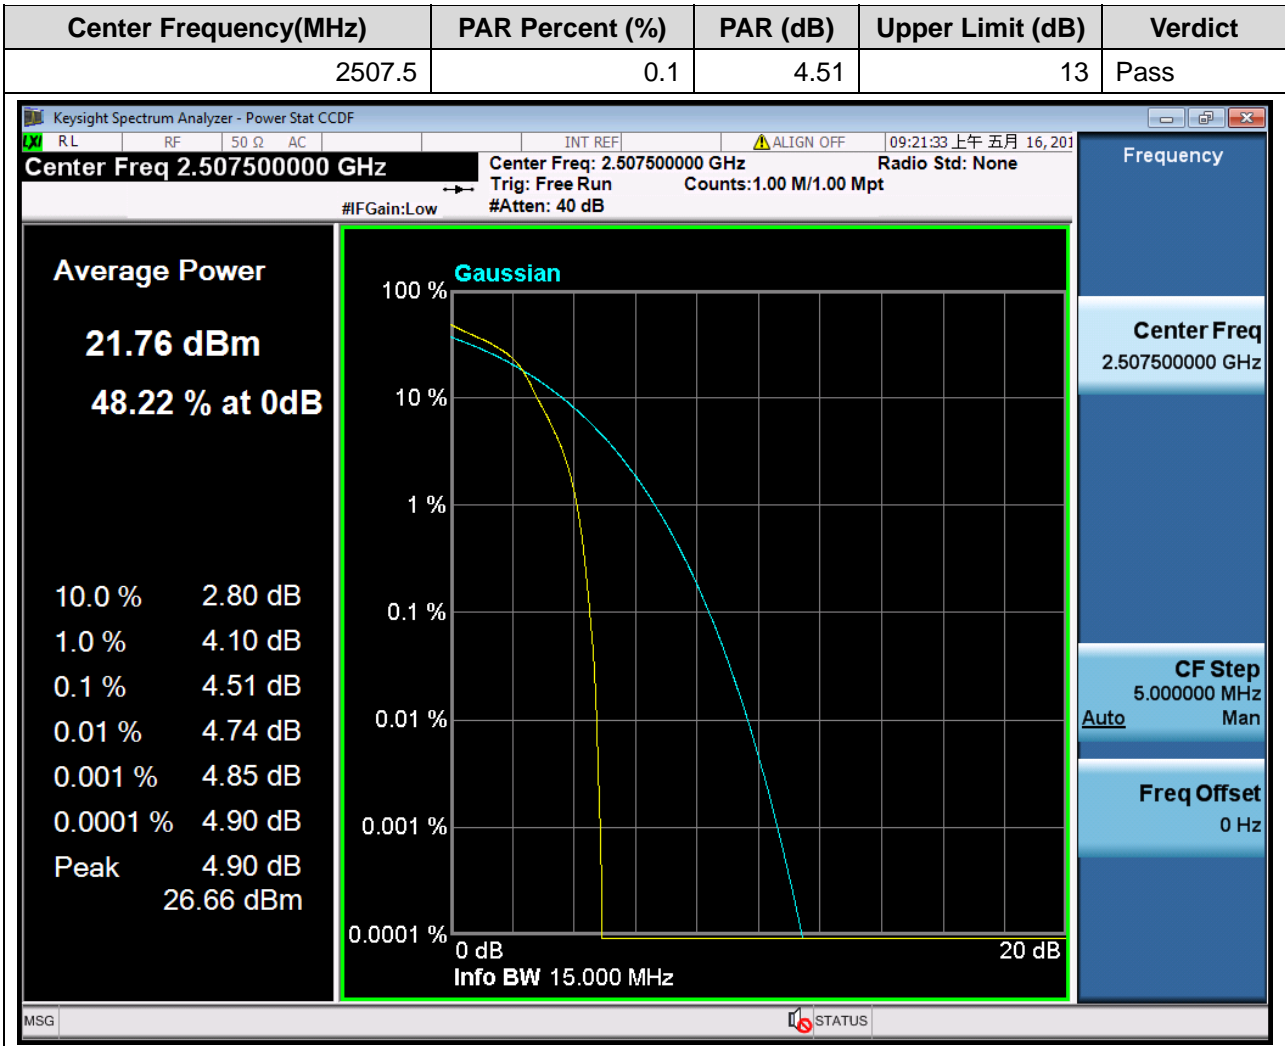 Center Frequency(MHz) PAR Percent (%) PAR (dB) Upper Limit (dB) Verdict
2507.5 0.1 4.51 13 Pass
Keysight Spectrum Analyzer - Power Stat CCDF
LXI RL RF 50 Ω AC INT REF ALIGN OFF 09:21:33 上午 五月 16, 201
Center Freq 2.507500000 GHz
Center Freq: 2.507500000 GHz Radio Std: None
Trig: Free Run Counts:1.00 M/1.00 Mpt
#IFGain:Low #Atten: 40 dB
Average Power
21.76 dBm
48.22 % at 0dB
10.0 % 2.80 dB
1.0 % 4.10 dB
0.1 % 4.51 dB
0.01 % 4.74 dB
0.001 % 4.85 dB
0.0001 % 4.90 dB
Peak 4.90 dB
26.66 dBm
Gaussian
100 %
10 %
1 %
0.1 %
0.01 %
0.001 %
0.0001 %
0 dB 20 dB
Info BW 15.000 MHz
Frequency
Center Freq
2.507500000 GHz
CF Step
5.000000 MHz
Auto Man
Freq Offset
0 Hz
MSG STATUS